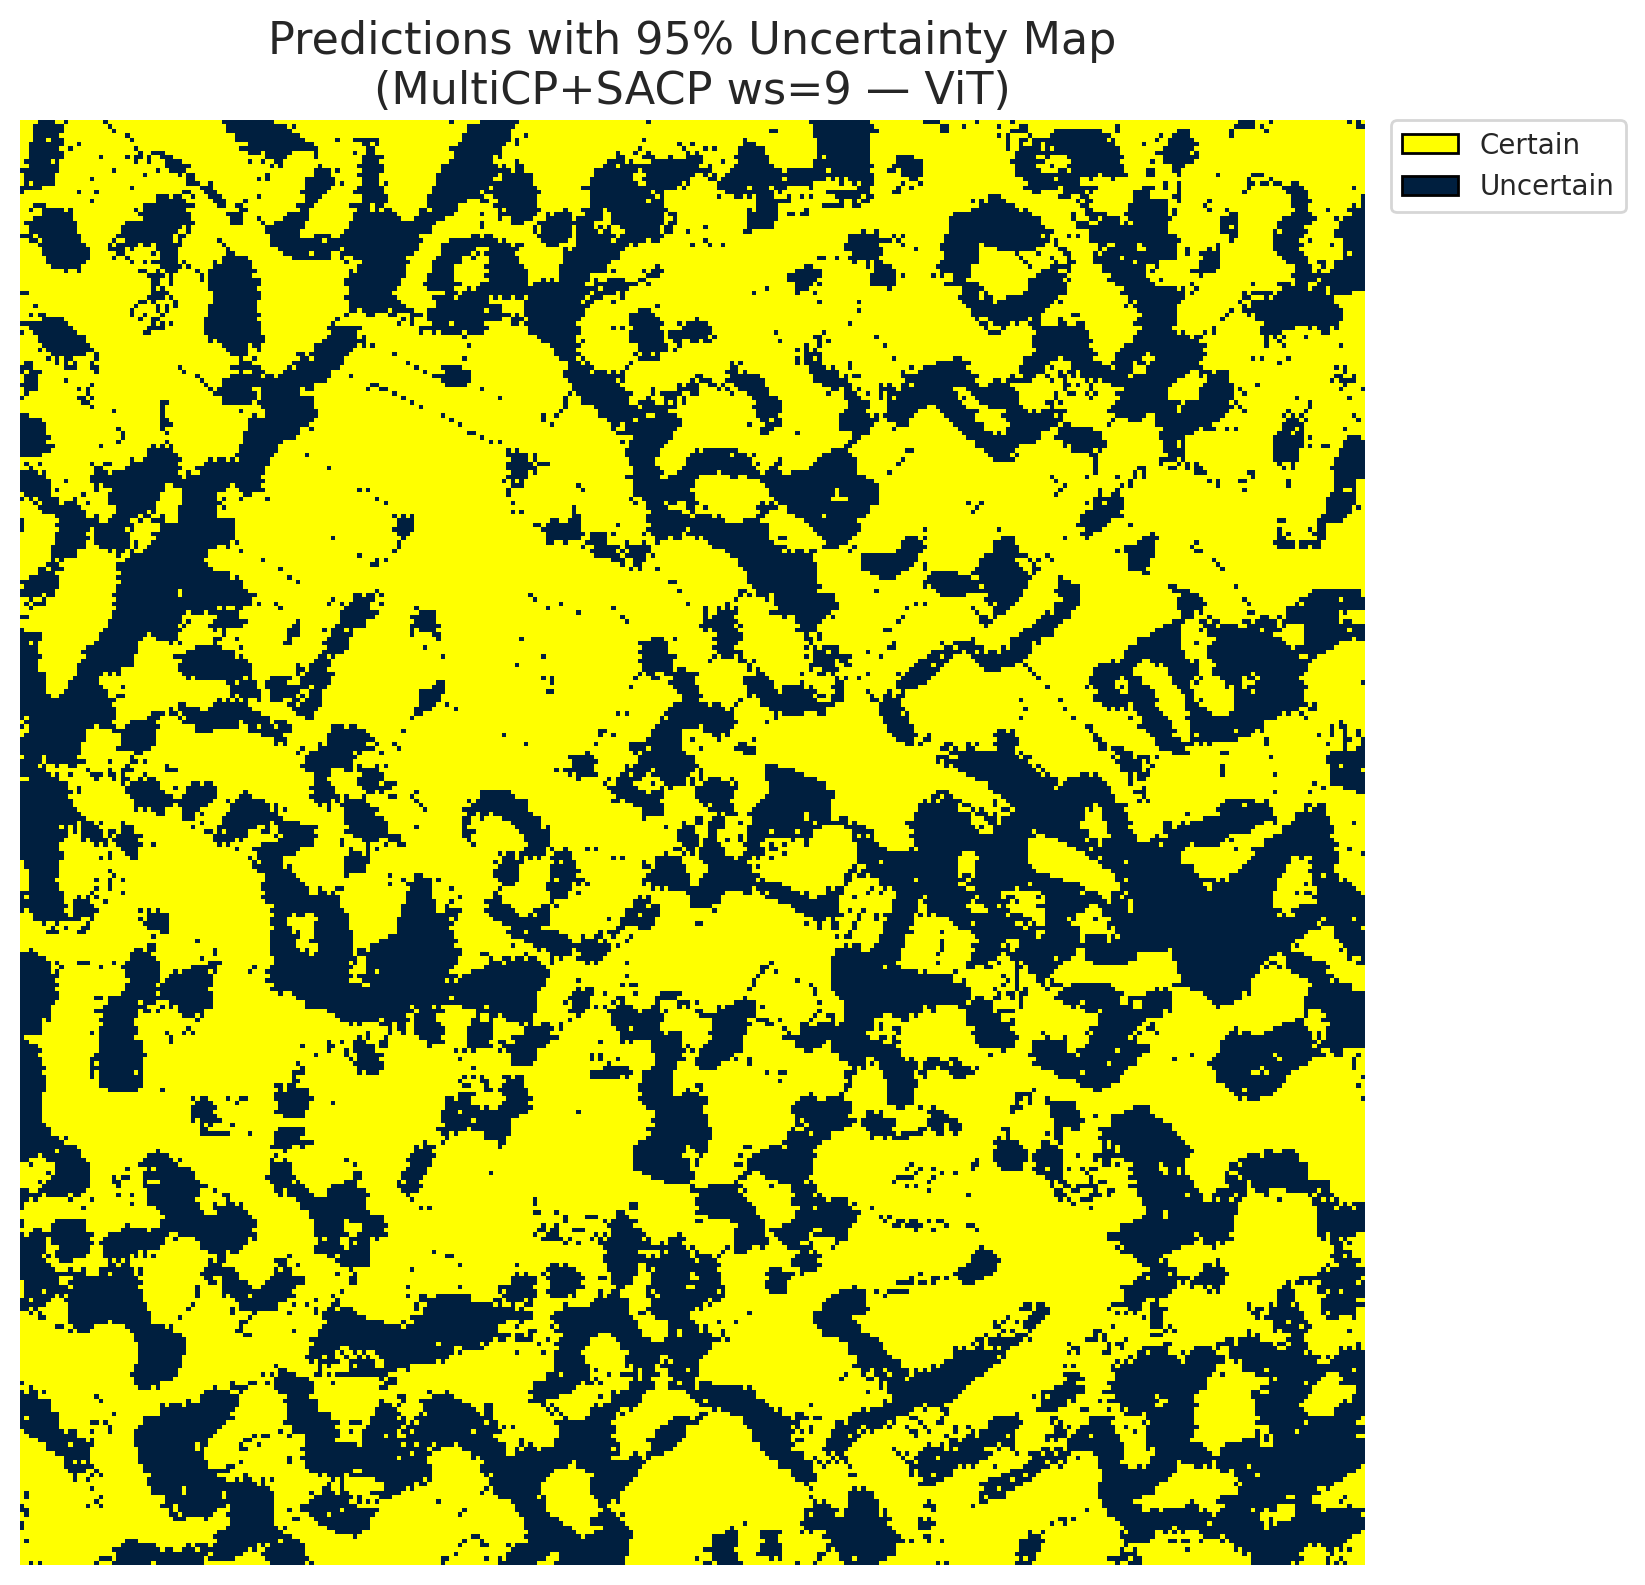 Predictions with 95% Uncertainty Map
(MultiCP+SACP ws=9 — ViT)
Certain
Uncertain